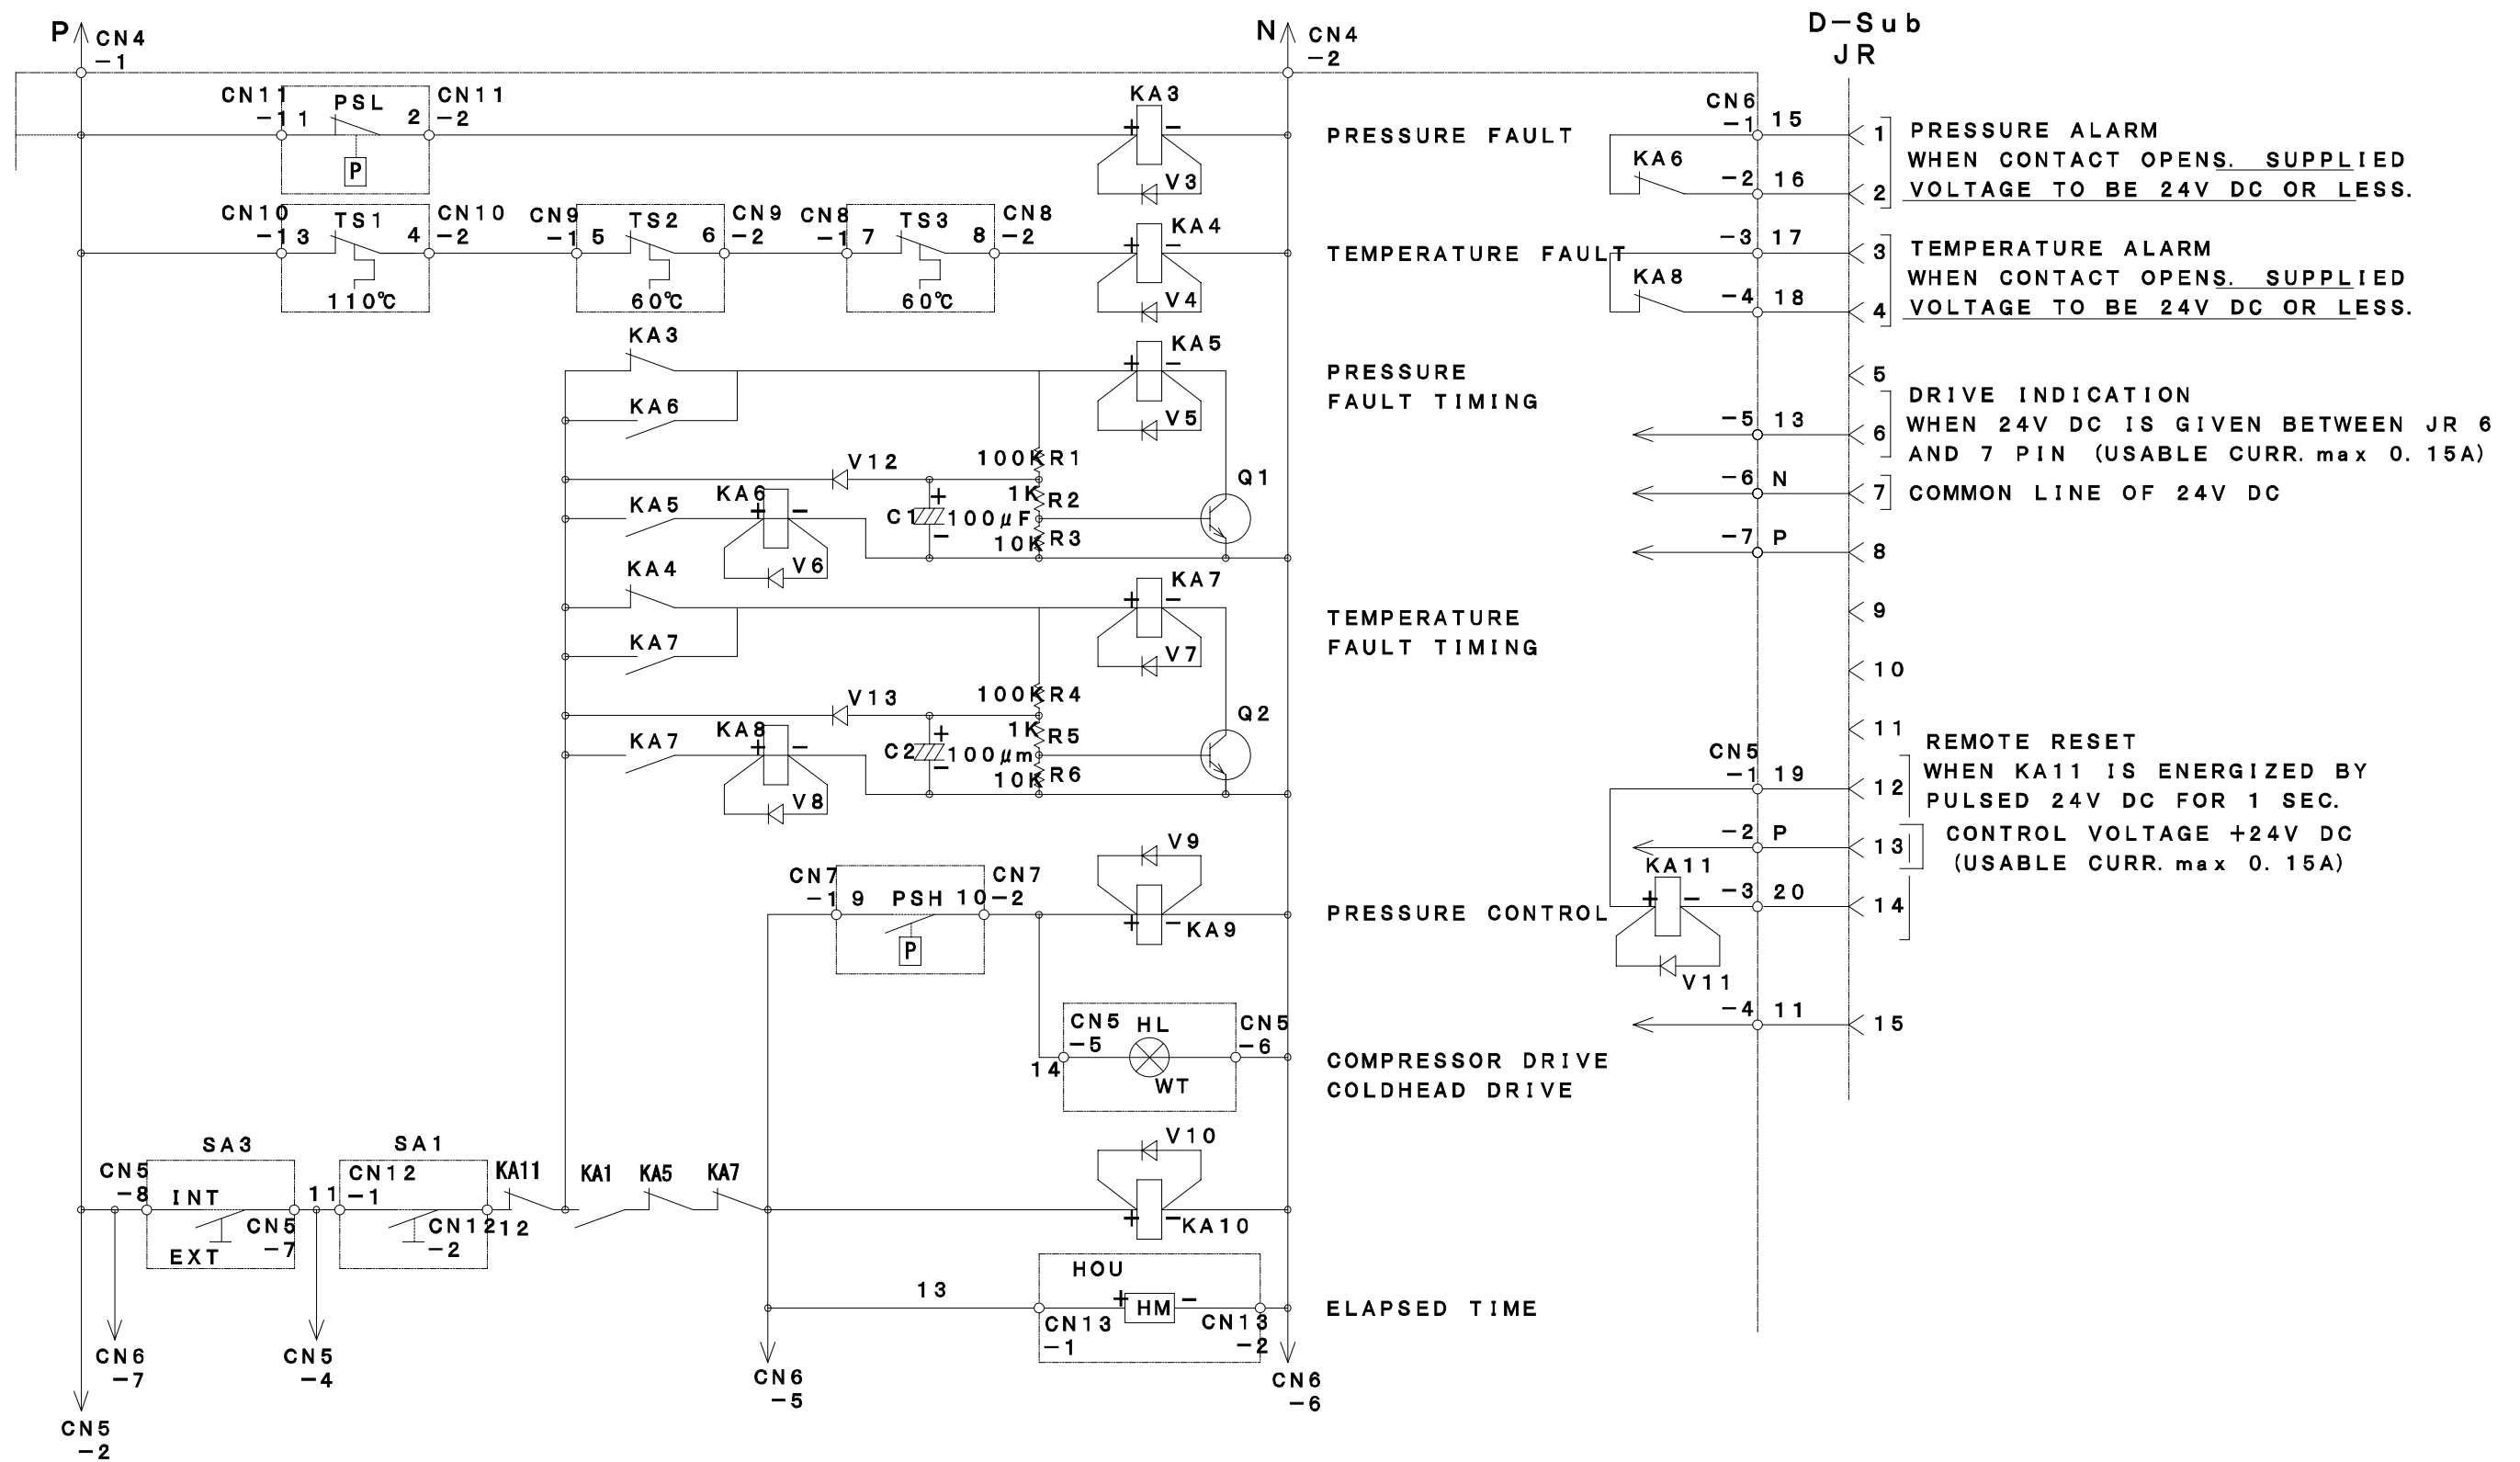 P
CN4
-1
N
CN4
-2
D-Sub
JR
CN11
-1
1
PSL
2
CN11
-2
P
KA3
+
-
V3
PRESSURE FAULT
CN6
-1
15
1
KA6
-2
16
2
PRESSURE ALARM
WHEN CONTACT OPENS. SUPPLIED
VOLTAGE TO BE 24V DC OR LESS.
CN10
-1
3
TS1
4
CN10
-2
110℃
CN9
-1
5
TS2
6
CN9
-2
60℃
CN8
-1
7
TS3
8
CN8
-2
60℃
KA4
+
-
V4
TEMPERATURE FAULT
-3
17
3
KA8
-4
18
4
TEMPERATURE ALARM
WHEN CONTACT OPENS. SUPPLIED
VOLTAGE TO BE 24V DC OR LESS.
KA3
KA6
KA5
+
-
V5
PRESSURE
FAULT TIMING
5
-5
13
6
DRIVE INDICATION
WHEN 24V DC IS GIVEN BETWEEN JR 6
AND 7 PIN (USABLE CURR. max 0. 15A)
V12
100K
R1
1K
R2
10K
R3
C1
+
100μF
-
Q1
KA5
KA6
+
-
V6
-6
N
7
COMMON LINE OF 24V DC
-7
P
8
KA4
KA7
KA7
+
-
V7
TEMPERATURE
FAULT TIMING
9
10
V13
100K
R4
1K
R5
10K
R6
C2
+
100μm
-
Q2
KA7
KA8
+
-
V8
11
CN5
-1
19
12
REMOTE RESET
WHEN KA11 IS ENERGIZED BY
PULSED 24V DC FOR 1 SEC.
-2
P
13
CONTROL VOLTAGE +24V DC
(USABLE CURR. max 0. 15A)
KA11
+
-
V11
-3
20
14
-4
11
15
CN7
-1
9
PSH
10
CN7
-2
P
V9
+
-
KA9
PRESSURE CONTROL
CN5
-5
HL
CN5
-6
14
WT
COMPRESSOR DRIVE
COLDHEAD DRIVE
SA3
CN5
-8
INT
EXT
CN5
-7
11
SA1
CN12
-1
CN12
-2
12
KA11
KA1
KA5
KA7
V10
+
-
KA10
13
HOU
+
HM
-
CN13
-1
CN13
-2
ELAPSED TIME
CN6
-7
CN5
-4
CN6
-5
CN6
-6
CN5
-2